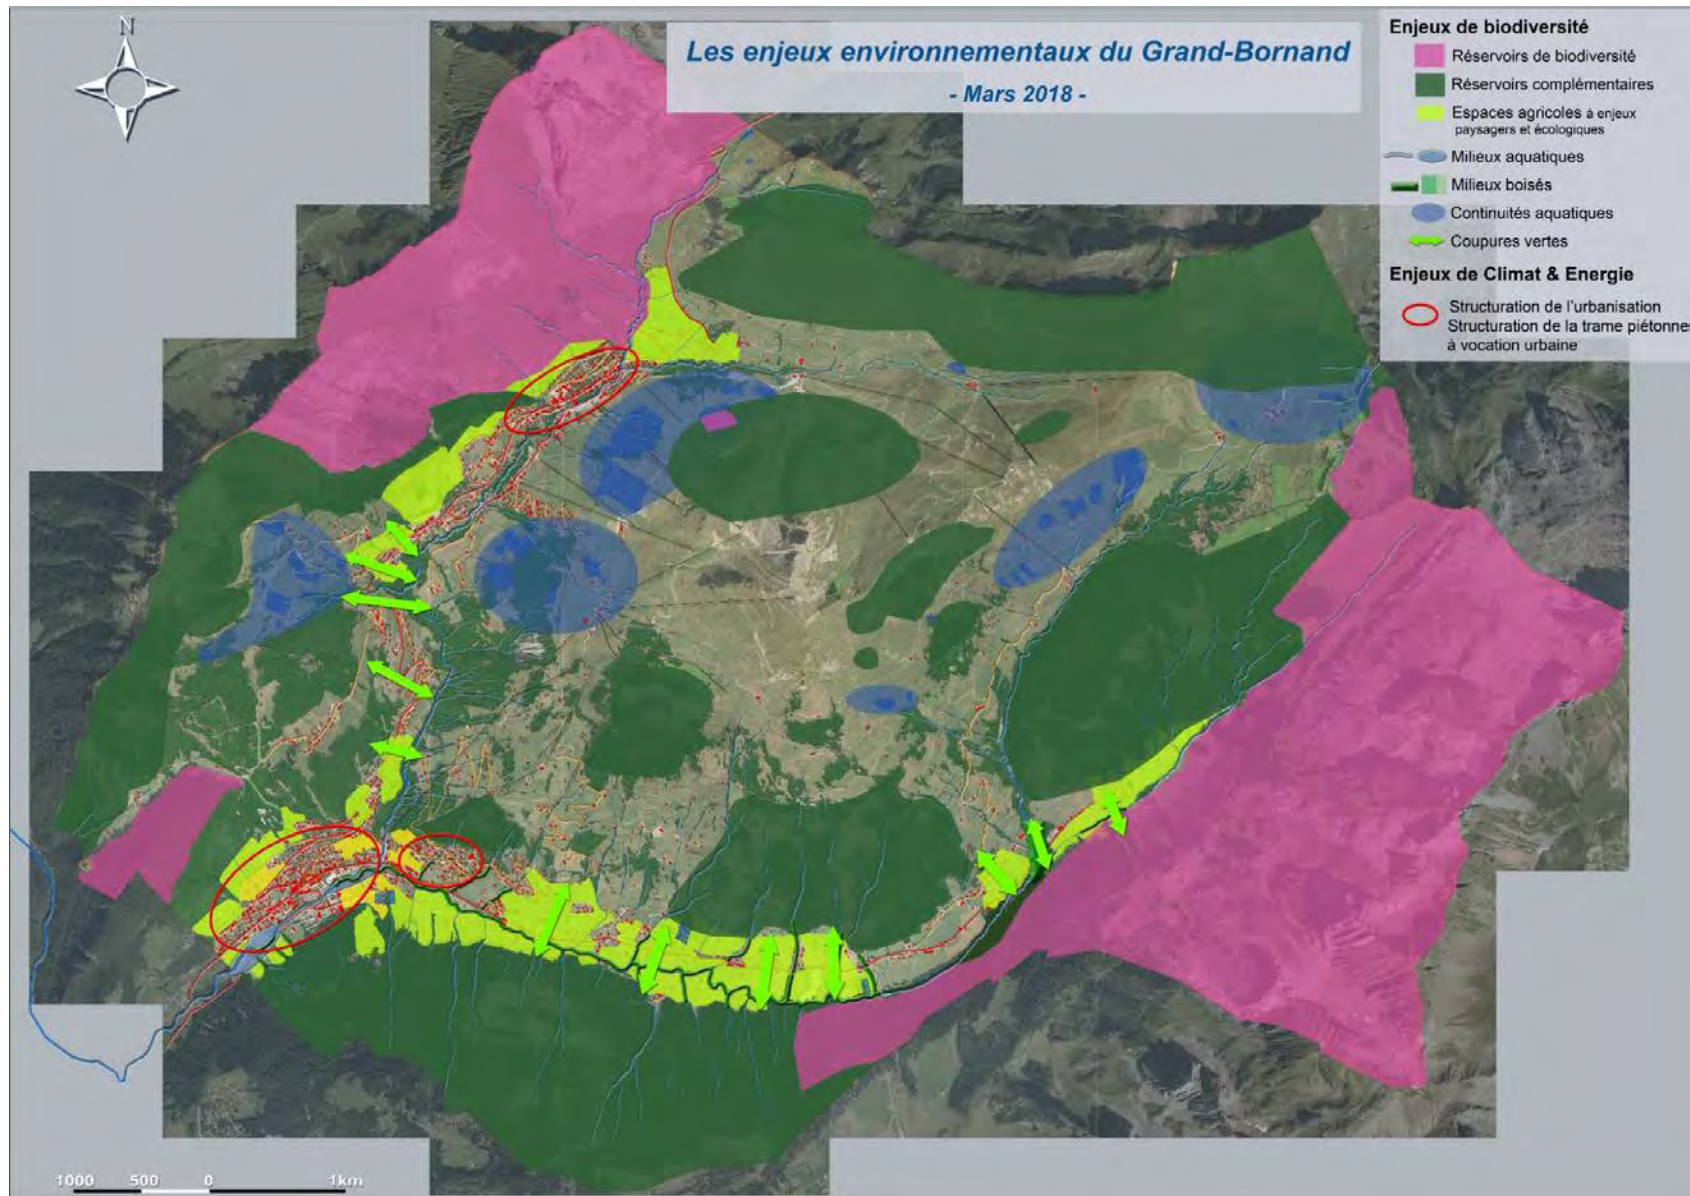 N
Les enjeux environnementaux du Grand-Bornand
- Mars 2018 -
Enjeux de biodiversité
Réservoirs de biodiversité
Réservoirs complémentaires
Espaces agricoles à enjeux
paysagers et écologiques
Milieux aquatiques
Milieux boisés
Continuités aquatiques
Coupures vertes
Enjeux de Climat & Energie
Structuration de l'urbanisation
Structuration de la trame piétonne
à vocation urbaine
1000 500 0 1km